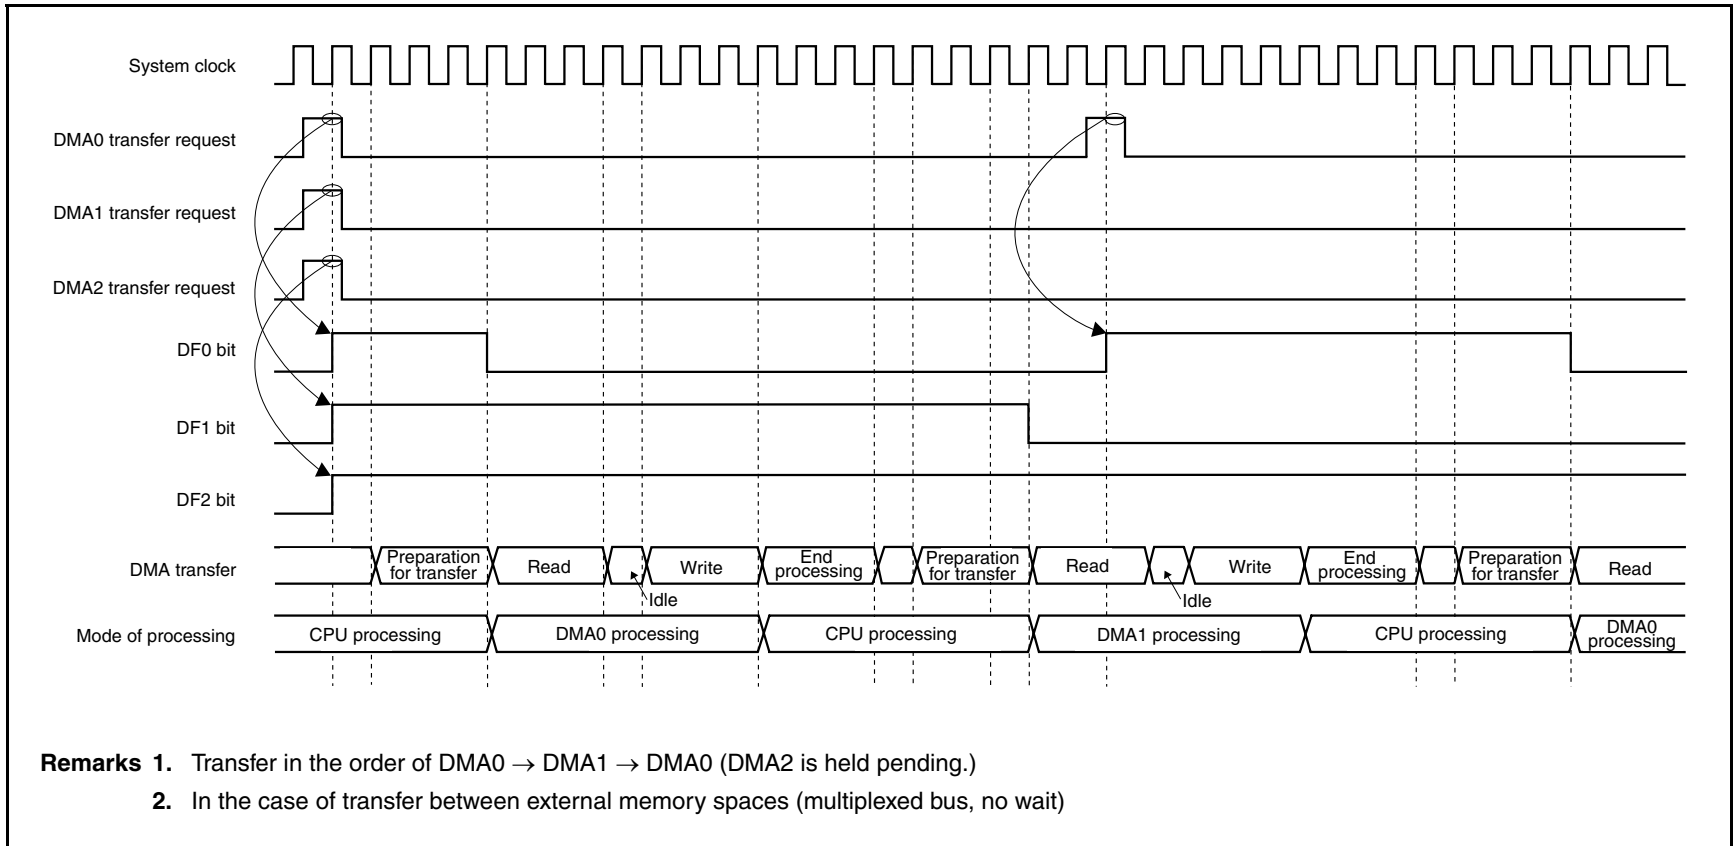 System clock
DMA0 transfer request
DMA1 transfer request
DMA2 transfer request
DF0 bit
DF1 bit
DF2 bit
DMA transfer
Preparation
for transfer
Read
Idle
Write
End
processing
Preparation
for transfer
Read
Idle
Write
End
processing
Preparation
for transfer
Read
Mode of processing
CPU processing
DMA0 processing
CPU processing
DMA1 processing
CPU processing
DMA0
processing
Remarks 1. Transfer in the order of DMA0 → DMA1 → DMA0 (DMA2 is held pending.)
2. In the case of transfer between external memory spaces (multiplexed bus, no wait)